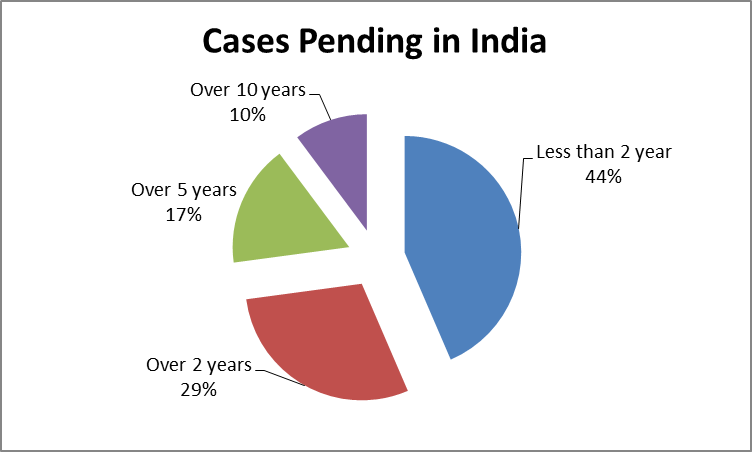 Cases Pending in India
Over 10 years
10%
Less than 2 year
44%
Over 5 years
17%
Over 2 years
29%